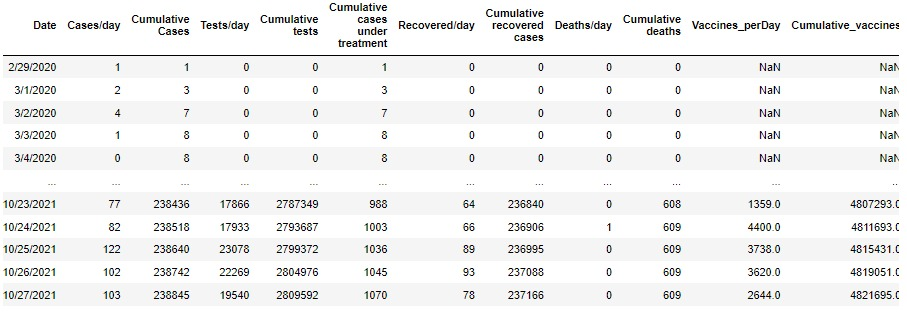 Date Cases/day Cumulative Cases Tests/day Cumulative tests Cumulative cases under treatment Recovered/day Cumulative recovered cases Deaths/day Cumulative deaths Vaccines_perDay Cumulative_vaccines
2/29/2020 1 1 0 0 1 0 0 0 0 NaN NaN
3/1/2020 2 3 0 0 3 0 0 0 0 NaN NaN
3/2/2020 4 7 0 0 7 0 0 0 0 NaN NaN
3/3/2020 1 8 0 0 8 0 0 0 0 NaN NaN
3/4/2020 0 8 0 0 8 0 0 0 0 NaN NaN
... ... ... ... ... ... ... ... ... ... ... ...
10/23/2021 77 238436 17866 2787349 988 64 236840 0 608 1359.0 4807293.0
10/24/2021 82 238518 17933 2793687 1003 66 236906 1 609 4400.0 4811693.0
10/25/2021 122 238640 23078 2799372 1036 89 236995 0 609 3738.0 4815431.0
10/26/2021 102 238742 22269 2804976 1045 93 237088 0 609 3620.0 4819051.0
10/27/2021 103 238845 19540 2809592 1070 78 237166 0 609 2644.0 4821695.0